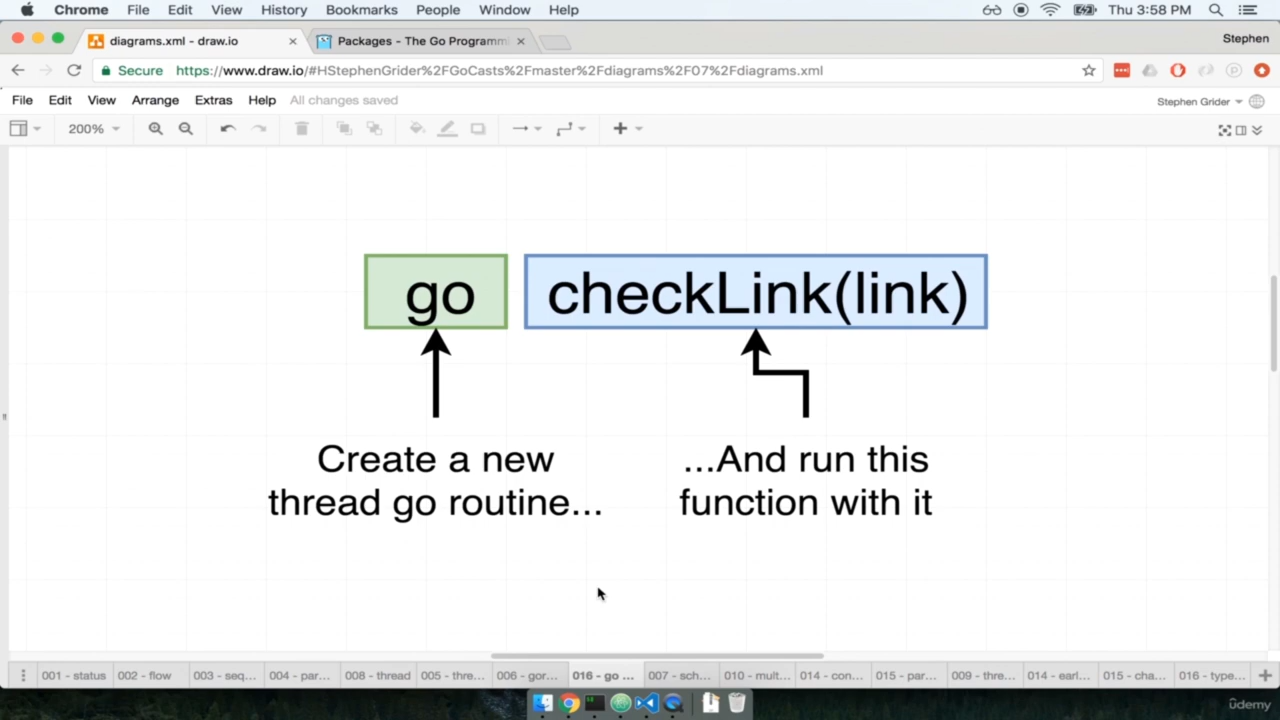 Chrome File Edit View History Bookmarks People Window Help Thu 3:58 PM
diagrams.xml - draw.io Packages - The Go Programmi Stephen
Secure https://www.draw.io/#HStephenGrider%2FGoCasts%2Fmaster%2Fdiagrams%2F07%2Fdiagrams.xml
File Edit View Arrange Extras Help All changes saved Stephen Grider
200%
go checkLink(link)
Create a new ...And run this
thread go routine... function with it
001 - status 002 - flow 003 - seq... 004 - par... 008 - thread 005 - thre... 006 - gor... 016 - go ... 007 - sch... 010 - mult... 014 - con... 015 - par... 009 - thre... 014 - earl... 015 - cha... 016 - type...
ûdemy